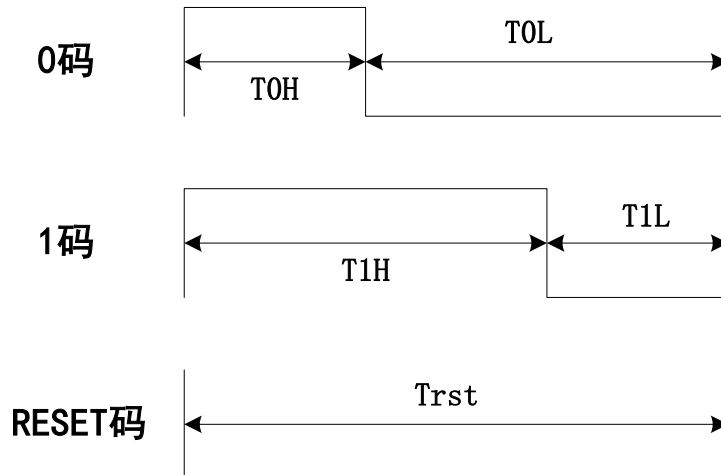 0码
T0H
T0L
1码
T1H
T1L
RESET码
Trst